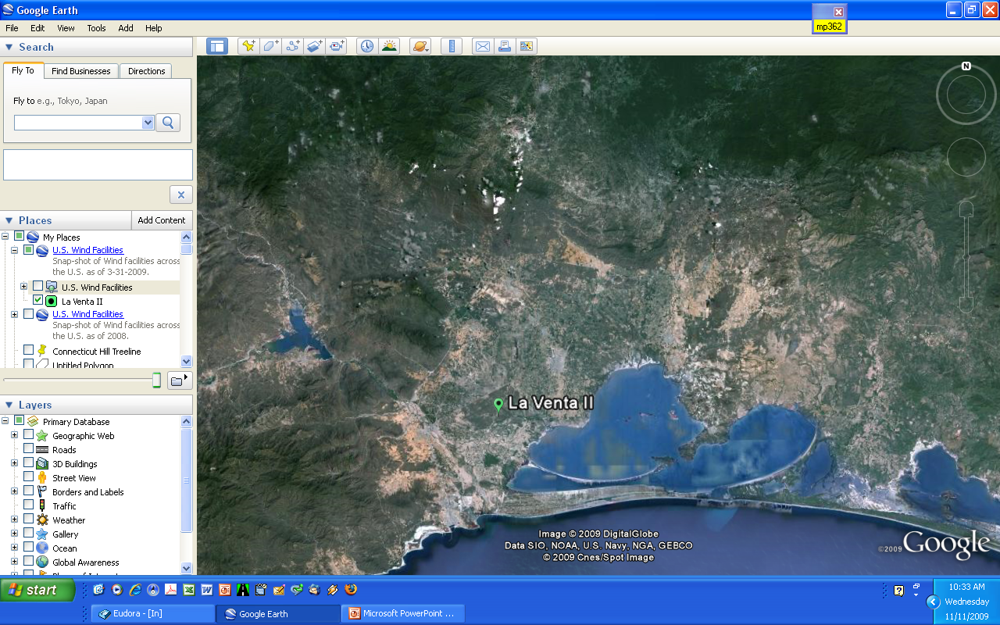 Google Earth
mp362
File Edit View Tools Add Help
Search
Fly To Find Businesses Directions
Fly to e.g., Tokyo, Japan
Places Add Content
My Places
U.S. Wind Facilities
Snap-shot of Wind facilities across
the U.S. as of 3-31-2009.
U.S. Wind Facilities
La Venta II
U.S. Wind Facilities
Snap-shot of Wind facilities across
the U.S. as of 2008.
Connecticut Hill Treeline
Untitled Polygon
Layers
Primary Database
Geographic Web
Roads
3D Buildings
Street View
Borders and Labels
Traffic
Weather
Gallery
Ocean
Global Awareness
N
La Venta II
Image © 2009 DigitalGlobe
Data SIO, NOAA, U.S. Navy, NGA, GEBCO
© 2009 Cnes/Spot Image
©2009 Google
start
Eudora - [In] Google Earth Microsoft PowerPoint ...
10:33 AM
Wednesday
11/11/2009